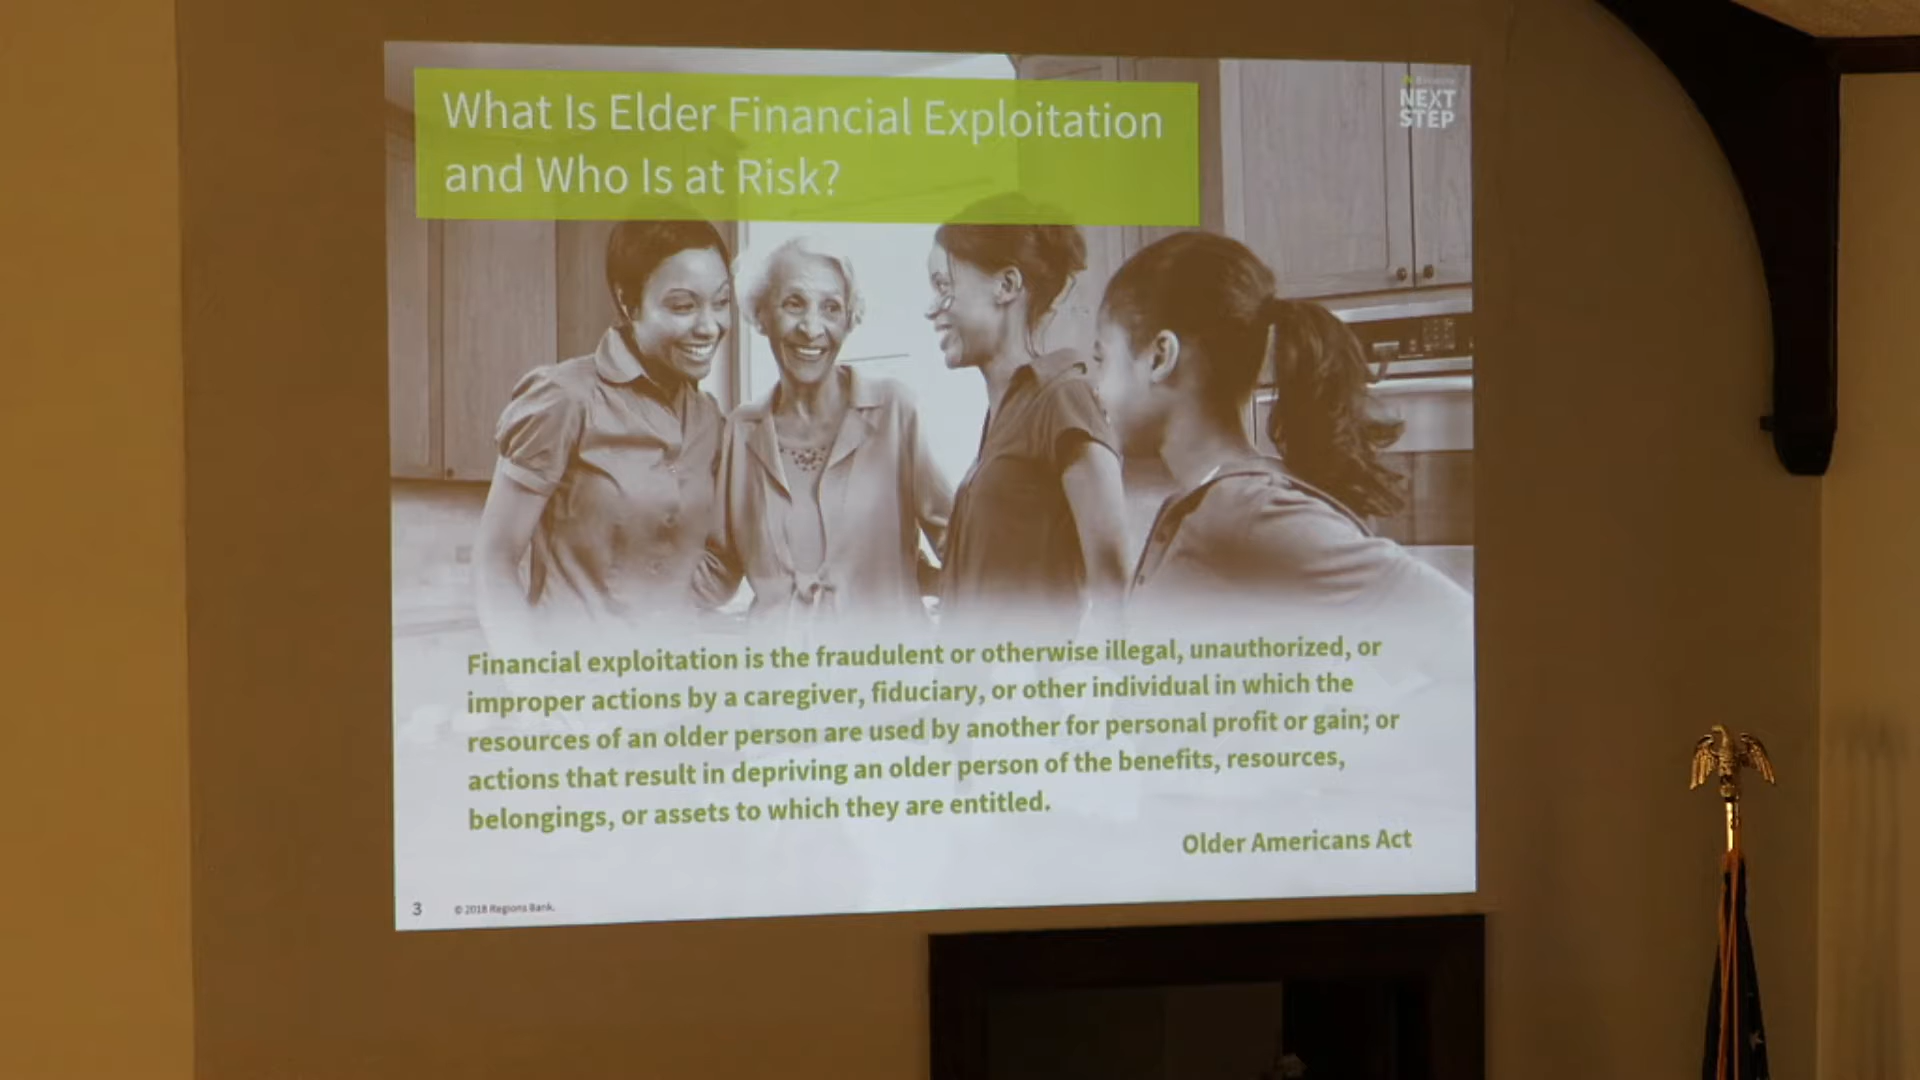 What Is Elder Financial Exploitation
and Who Is at Risk?
NEXT
STEP
Financial exploitation is the fraudulent or otherwise illegal, unauthorized, or
improper actions by a caregiver, fiduciary, or other individual in which the
resources of an older person are used by another for personal profit or gain; or
actions that result in depriving an older person of the benefits, resources,
belongings, or assets to which they are entitled.
Older Americans Act
3
© 2018 Regions Bank.